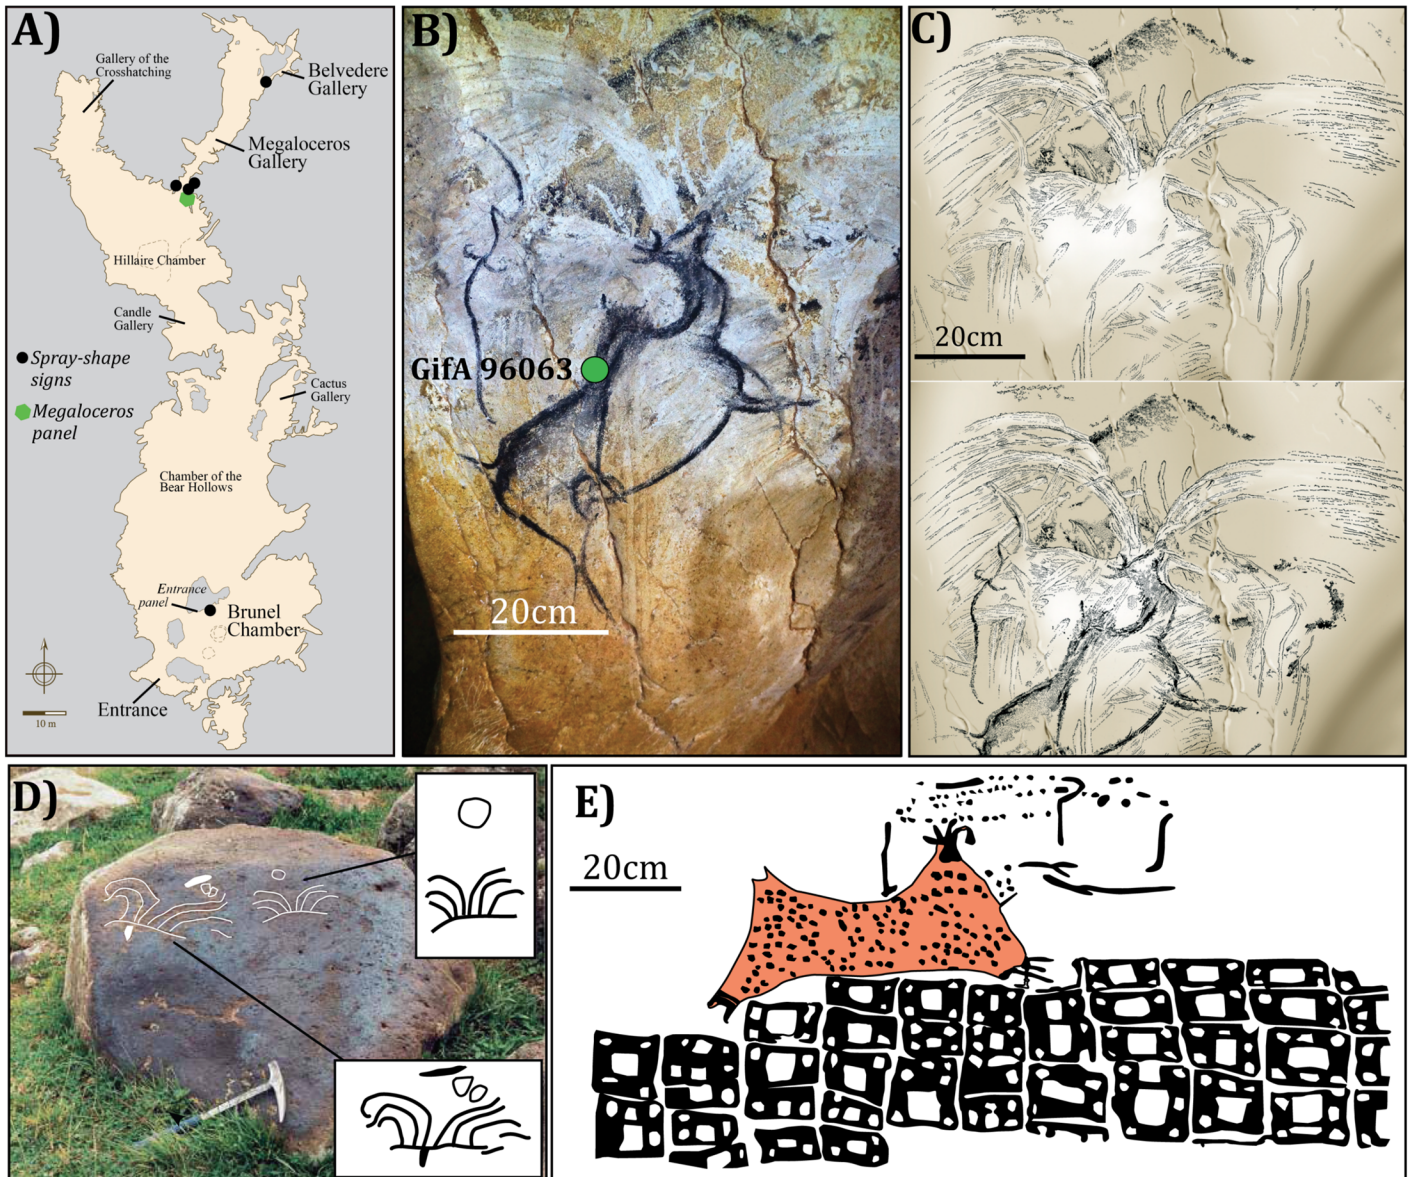 A)
Gallery of the
Crosshatching
Belvedere
Gallery
Megaloceros
Gallery
Hillaire Chamber
Candle
Gallery
Spray-shape
signs
Megaloceros
panel
Cactus
Gallery
Chamber of the
Bear Hollows
Entrance
panel
Brunel
Chamber
Entrance
10 m
B)
GifA 96063
20cm
C)
20cm
D)
E)
20cm